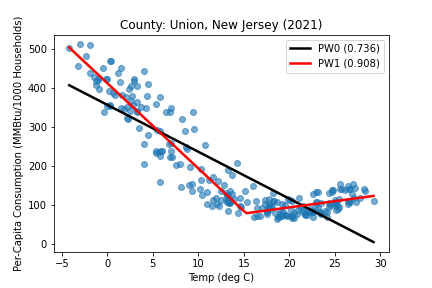 County: Union, New Jersey (2021)
PW0 (0.736)
PW1 (0.908)
Per-Capita Consumption (MMBtu/1000 Households)
500
400
300
200
100
0
−5 0 5 10 15 20 25 30
Temp (deg C)